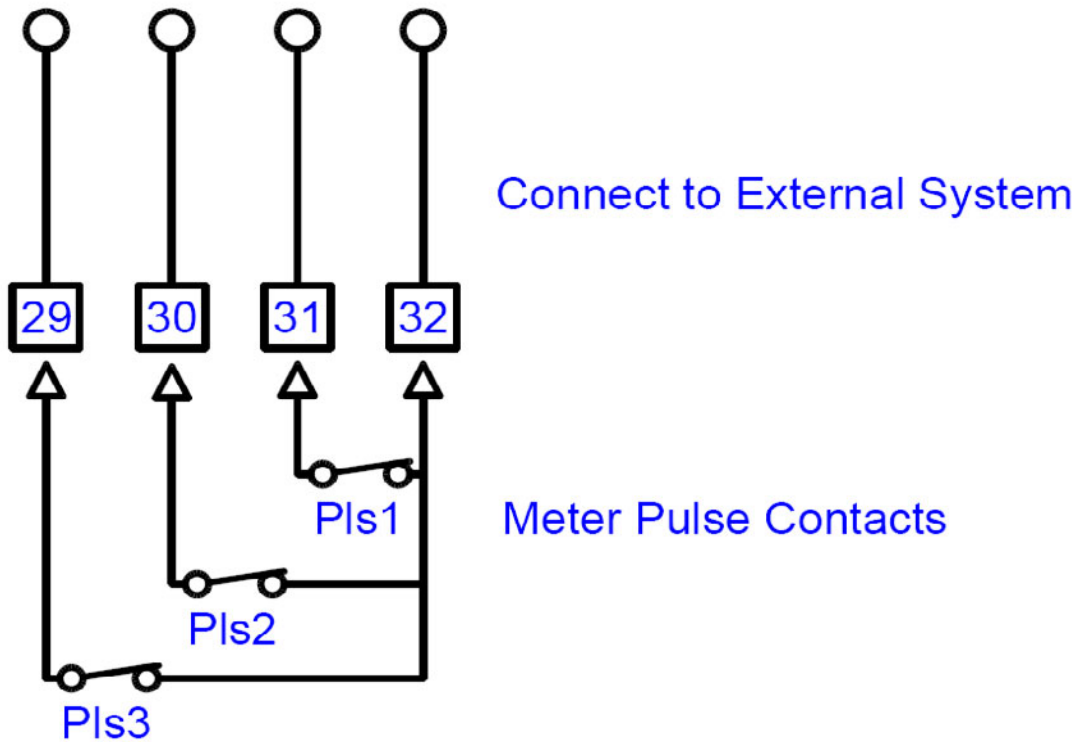 Connect to External System
29 30 31 32
Pls1
Meter Pulse Contacts
Pls2
Pls3